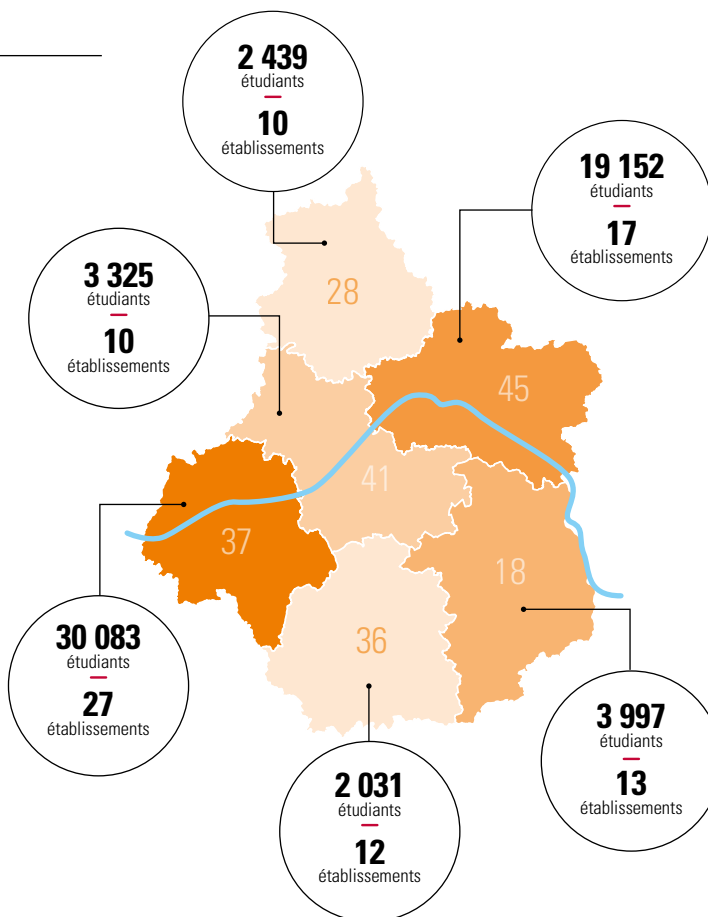 2 439
étudiants
10
établissements
19 152
étudiants
17
établissements
3 325
étudiants
10
établissements
28
45
41
37
18
36
30 083
étudiants
27
établissements
3 997
étudiants
13
établissements
2 031
étudiants
12
établissements